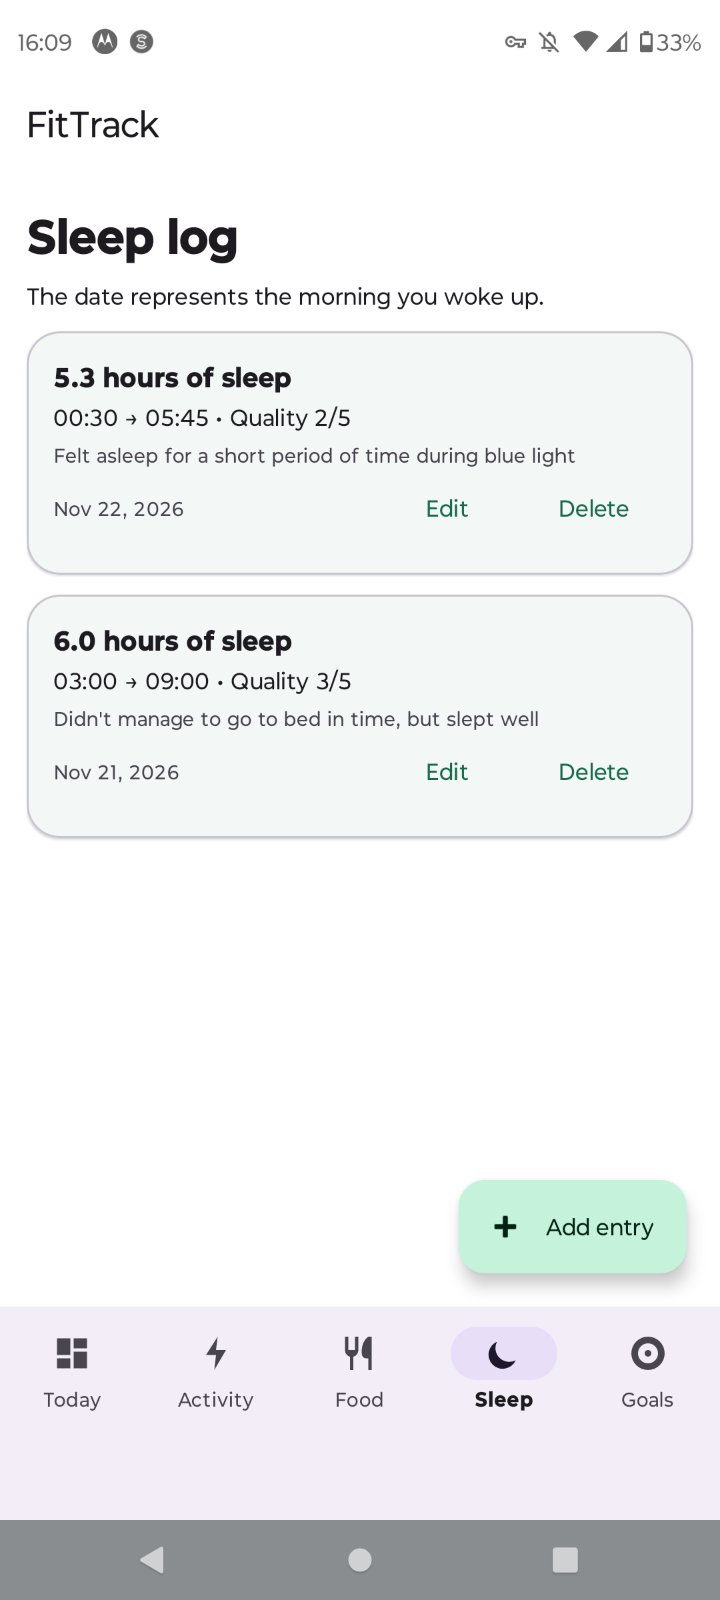 16:09
33%
FitTrack
Sleep log
The date represents the morning you woke up.
5.3 hours of sleep
00:30 → 05:45 • Quality 2/5
Felt asleep for a short period of time during blue light
Nov 22, 2026 Edit Delete
6.0 hours of sleep
03:00 → 09:00 • Quality 3/5
Didn't manage to go to bed in time, but slept well
Nov 21, 2026 Edit Delete
+ Add entry
Today Activity Food Sleep Goals